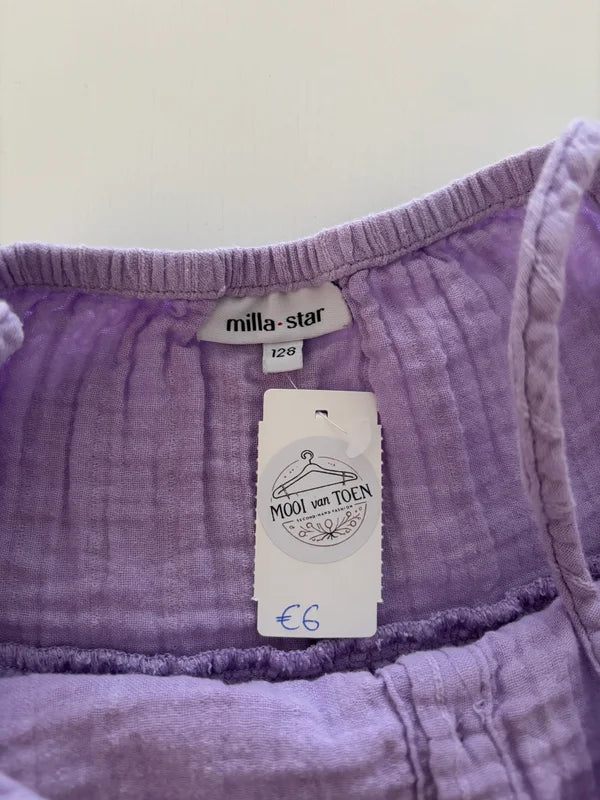 milla·star
128
MOOI van TOEN
SECOND-HAND FASHION
€6